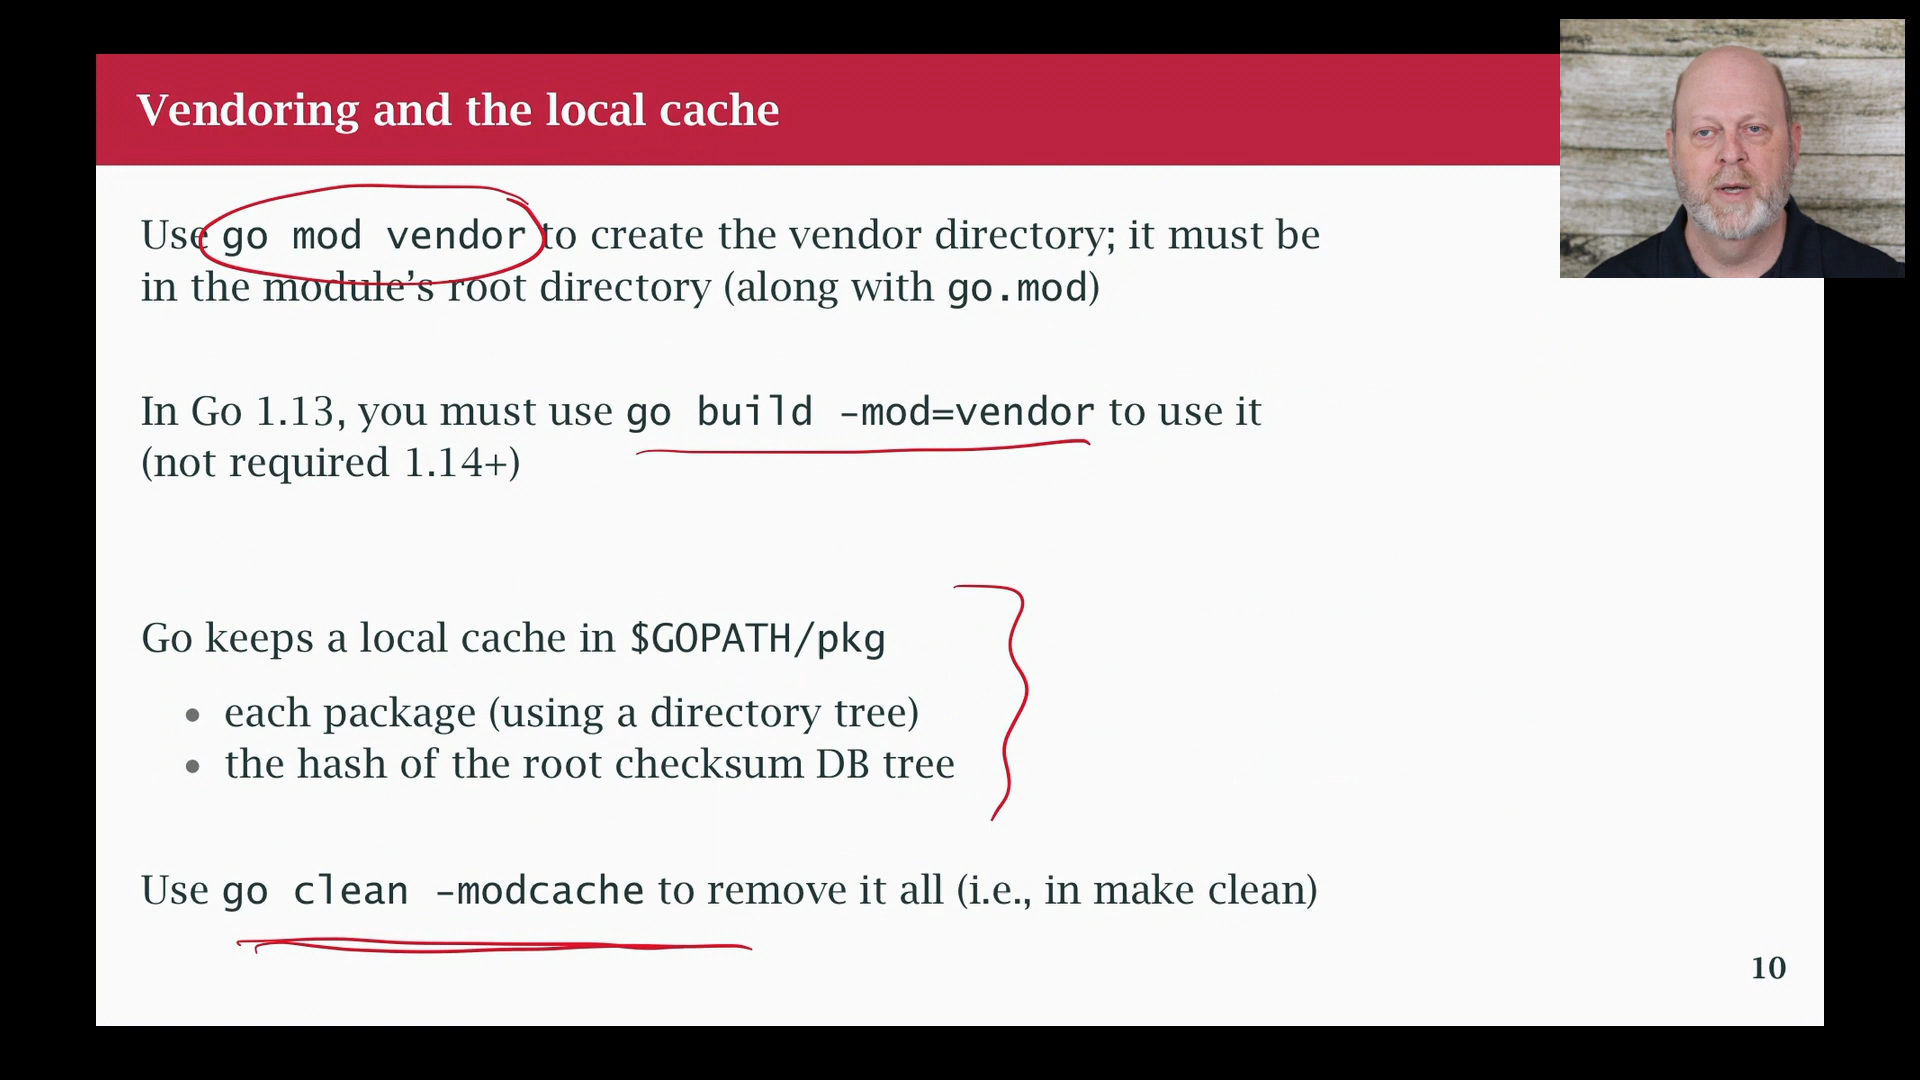 Vendoring and the local cache
Use go mod vendor to create the vendor directory; it must be
in the module’s root directory (along with go.mod)
In Go 1.13, you must use go build -mod=vendor to use it
(not required 1.14+)
Go keeps a local cache in $GOPATH/pkg
• each package (using a directory tree)
• the hash of the root checksum DB tree
Use go clean -modcache to remove it all (i.e., in make clean)
10